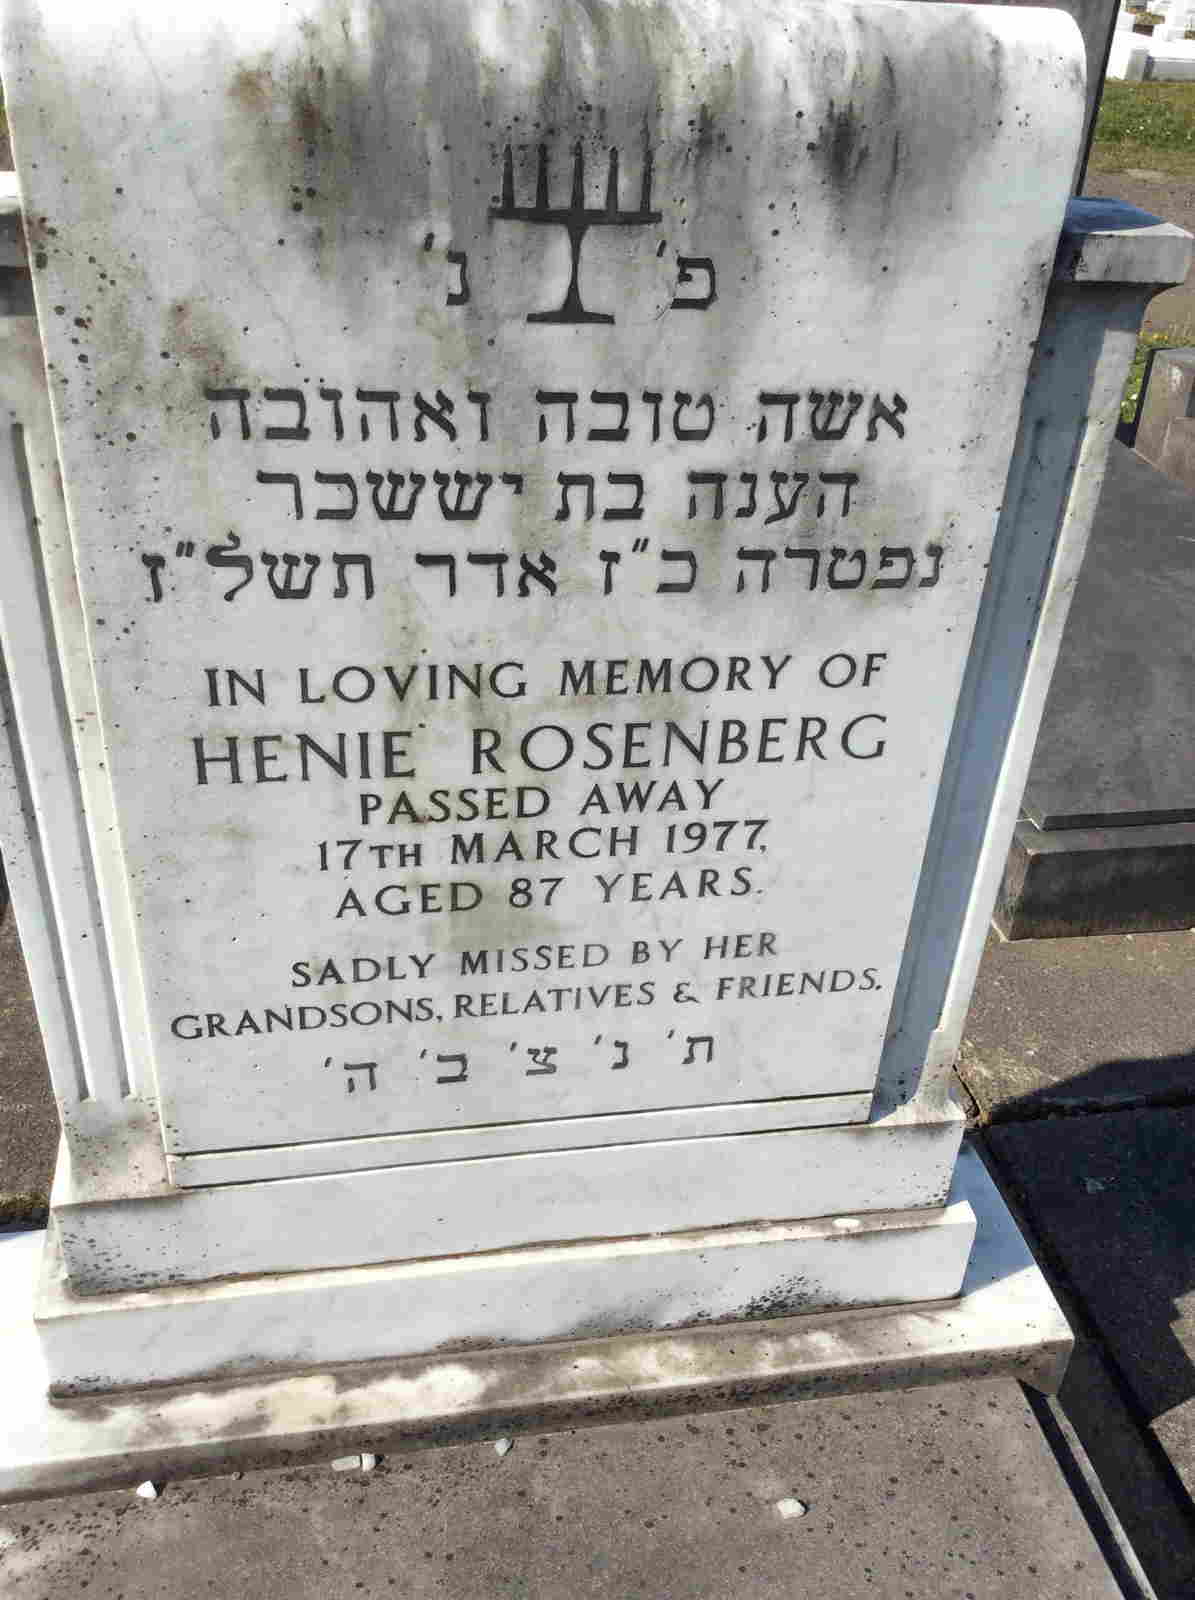 פ' נ'
אשה טובה ואהובה
הענה בת יששכר
נפטרה כ"ז אדר תשל"ז
IN LOVING MEMORY OF
HENIE ROSENBERG
PASSED AWAY
17TH MARCH 1977,
AGED 87 YEARS.
SADLY MISSED BY HER
GRANDSONS, RELATIVES & FRIENDS.
ת' נ' צ' ב' ה'